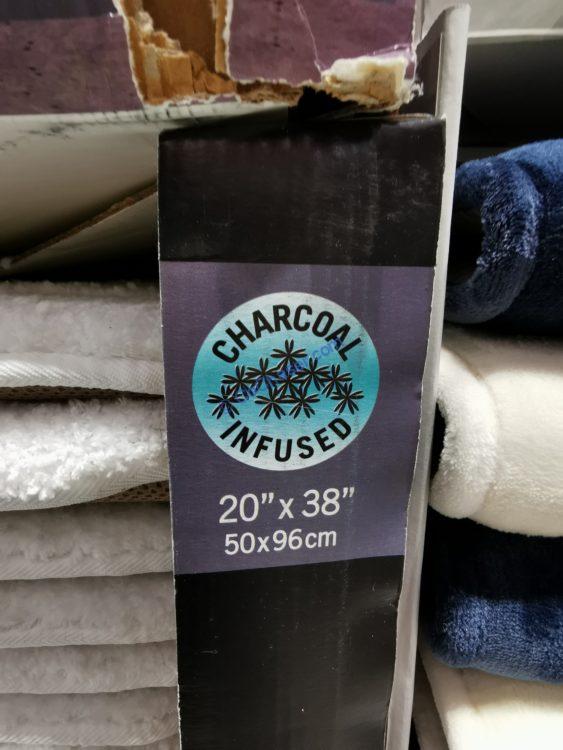 CHARCOAL
INFUSED
20” x 38”
50x96cm